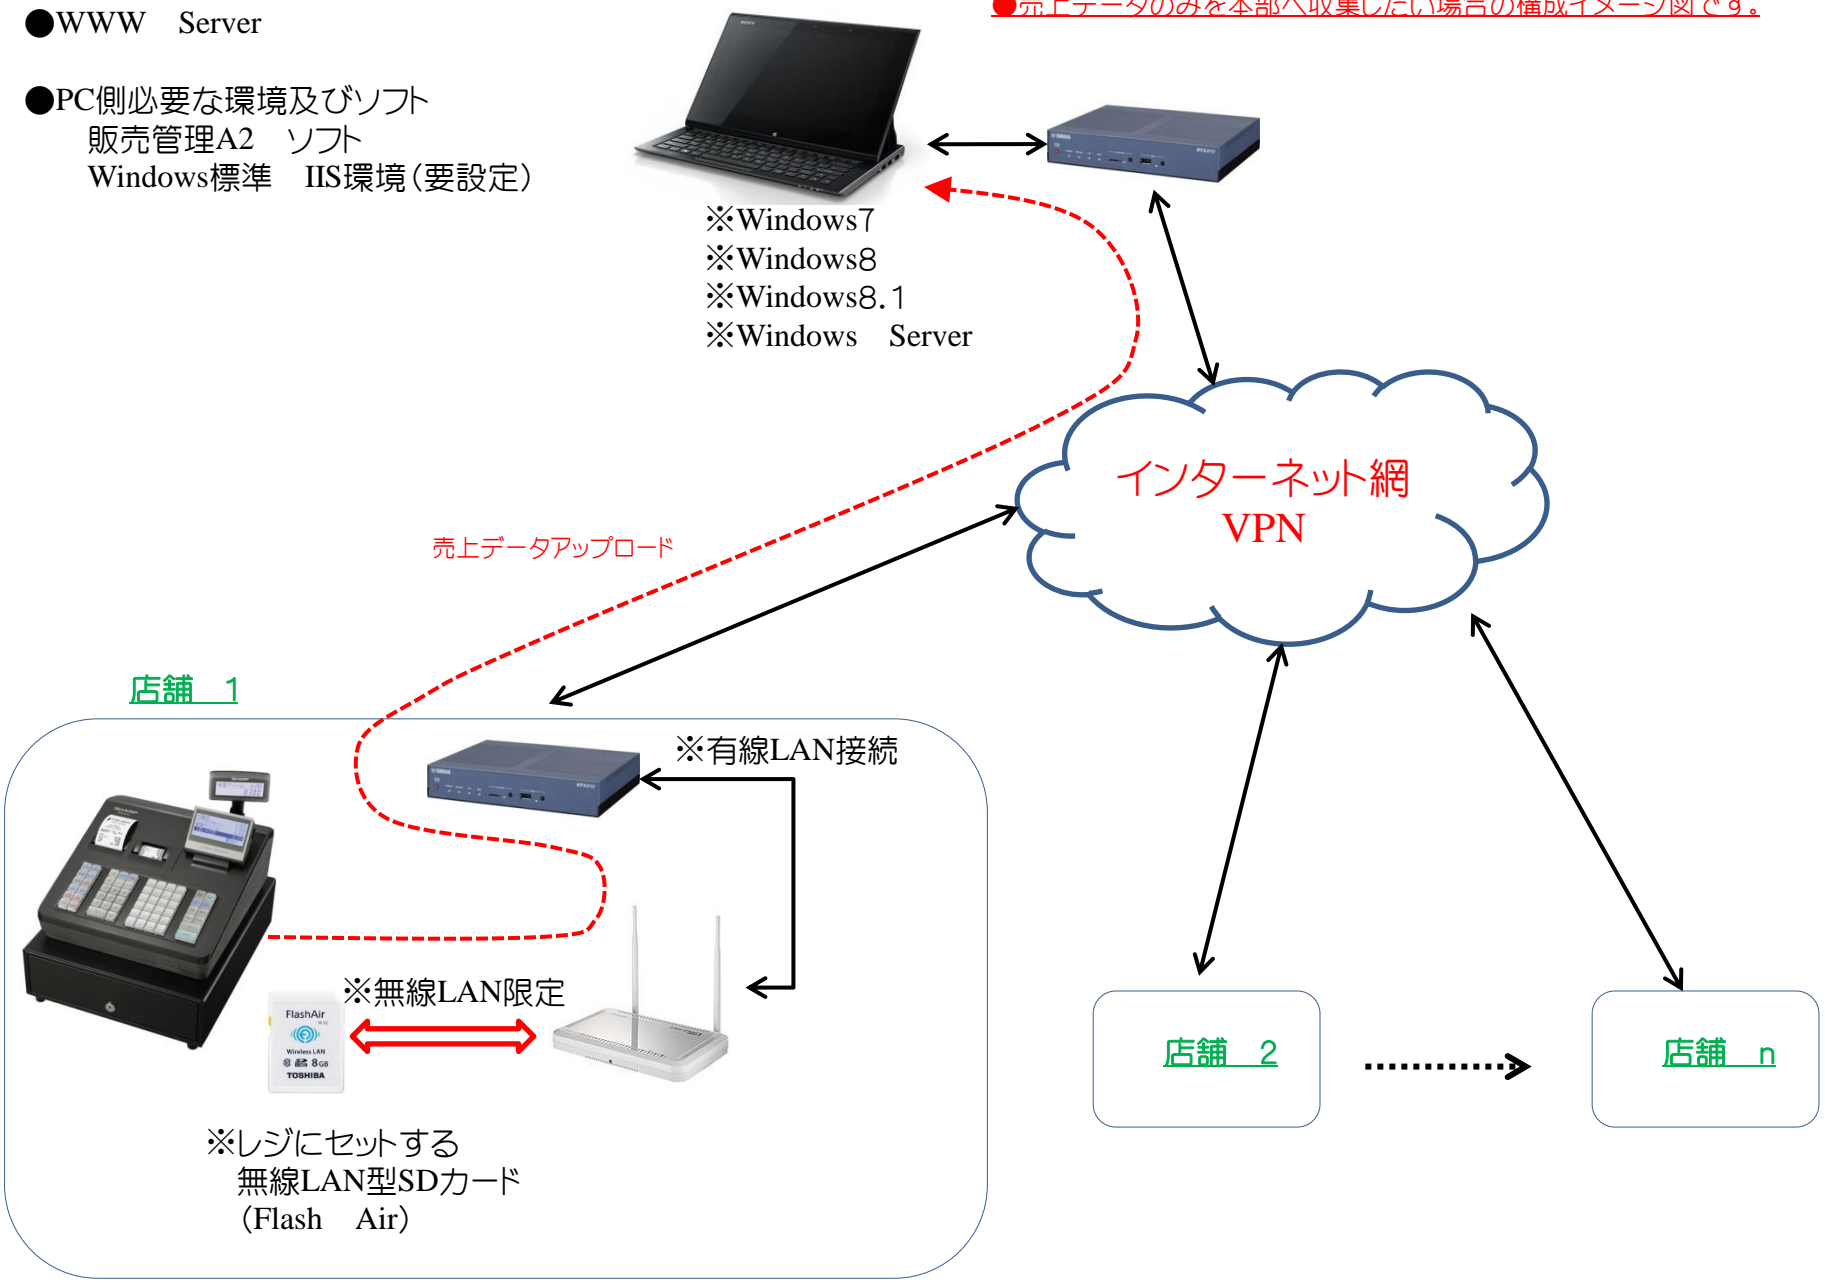 ●売上データのみを本部へ収集したい場合の構成イメージ図です。
●WWW　Server
●PC側必要な環境及びソフト
販売管理A2　ソフト
Windows標準　IIS環境（要設定）
※Windows7
※Windows8
※Windows8.1
※Windows　Server
インターネット網
VPN
売上データアップロード
店舗　1
※有線LAN接続
※無線LAN限定
FlashAir
Wireless LAN
8GB
TOSHIBA
※レジにセットする
無線LAN型SDカード
（Flash　Air）
店舗　2
店舗　n